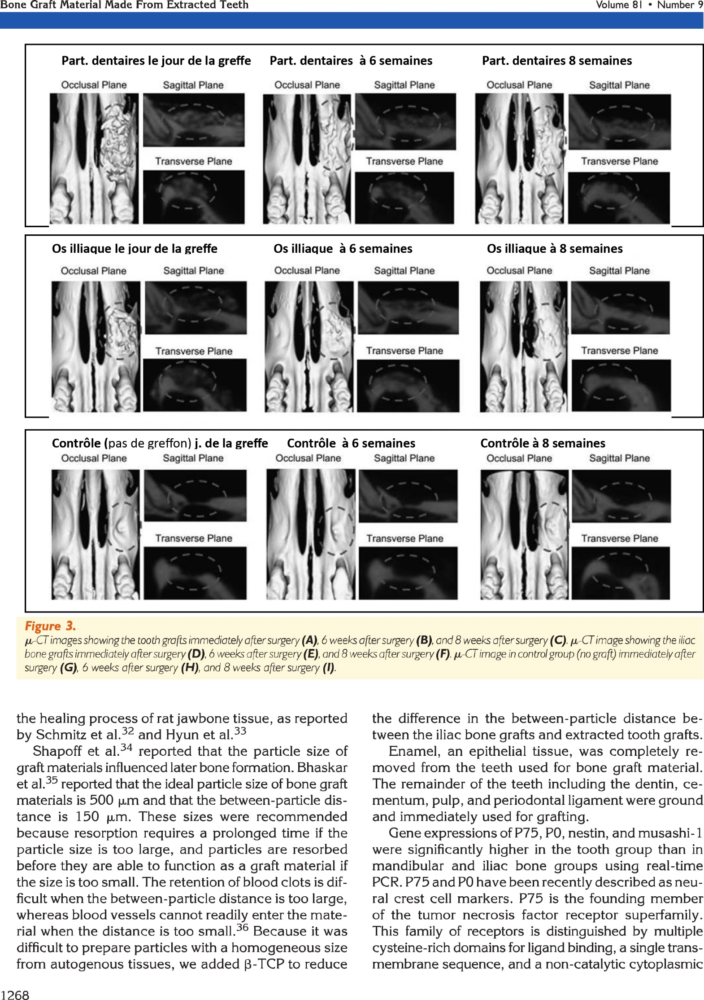 Bone Graft Material Made From Extracted Teeth
Volume 81 • Number 9
Part. dentaires le jour de la greffe
Part. dentaires à 6 semaines
Part. dentaires 8 semaines
Occlusal Plane
Sagittal Plane
Occlusal Plane
Sagittal Plane
Occlusal Plane
Sagittal Plane
Transverse Plane
Transverse Plane
Transverse Plane
Os illiaque le jour de la greffe
Os illiaque à 6 semaines
Os illiaque à 8 semaines
Occlusal Plane
Sagittal Plane
Occlusal Plane
Sagittal Plane
Occlusal Plane
Sagittal Plane
Transverse Plane
Transverse Plane
Transverse Plane
Contrôle (pas de greffon) j. de la greffe
Contrôle à 6 semaines
Contrôle à 8 semaines
Occlusal Plane
Sagittal Plane
Occlusal Plane
Sagittal Plane
Occlusal Plane
Sagittal Plane
Transverse Plane
Transverse Plane
Transverse Plane
Figure 3.
μ-CT images showing the tooth grafts immediately after surgery (A), 6 weeks after surgery (B), and 8 weeks after surgery (C). μ-CT image showing the iliac
bone grafts immediately after surgery (D), 6 weeks after surgery (E), and 8 weeks after surgery (F). μ-CT image in control group (no graft) immediately after
surgery (G), 6 weeks after surgery (H), and 8 weeks after surgery (I).
the healing process of rat jawbone tissue, as reported
by Schmitz et al.32 and Hyun et al.33
Shapoff et al.34 reported that the particle size of
graft materials influenced later bone formation. Bhaskar
et al.35 reported that the ideal particle size of bone graft
materials is 500 μm and that the between-particle dis-
tance is 150 μm. These sizes were recommended
because resorption requires a prolonged time if the
particle size is too large, and particles are resorbed
before they are able to function as a graft material if
the size is too small. The retention of blood clots is dif-
ficult when the between-particle distance is too large,
whereas blood vessels cannot readily enter the mate-
rial when the distance is too small.36 Because it was
difficult to prepare particles with a homogeneous size
from autogenous tissues, we added β-TCP to reduce
the difference in the between-particle distance be-
tween the iliac bone grafts and extracted tooth grafts.
Enamel, an epithelial tissue, was completely re-
moved from the teeth used for bone graft material.
The remainder of the teeth including the dentin, ce-
mentum, pulp, and periodontal ligament were ground
and immediately used for grafting.
Gene expressions of P75, P0, nestin, and musashi-1
were significantly higher in the tooth group than in
mandibular and iliac bone groups using real-time
PCR. P75 and P0 have been recently described as neu-
ral crest cell markers. P75 is the founding member
of the tumor necrosis factor receptor superfamily.
This family of receptors is distinguished by multiple
cysteine-rich domains for ligand binding, a single trans-
membrane sequence, and a non-catalytic cytoplasmic
1268